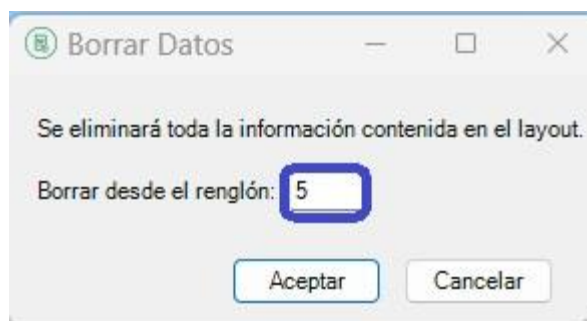 Borrar Datos
Se eliminará toda la información contenida en el layout.
Borrar desde el renglón: 5
Aceptar Cancelar